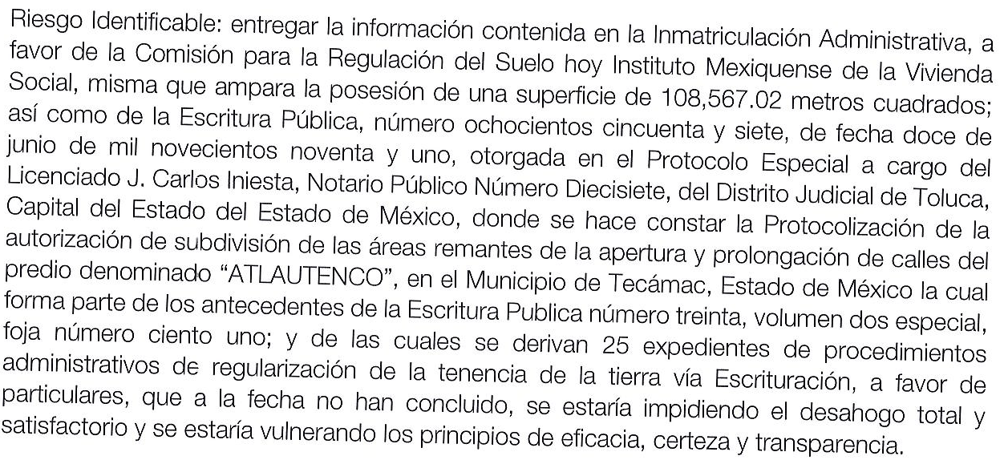 Riesgo Identificable: entregar la información contenida en la Inmatriculación Administrativa, a
favor de la Comisión para la Regulación del Suelo hoy Instituto Mexiquense de la Vivienda
Social, misma que ampara la posesión de una superficie de 108,567.02 metros cuadrados;
así como de la Escritura Pública, número ochocientos cincuenta y siete, de fecha doce de
junio de mil novecientos noventa y uno, otorgada en el Protocolo Especial a cargo del
Licenciado J. Carlos Iniesta, Notario Público Número Diecisiete, del Distrito Judicial de Toluca,
Capital del Estado del Estado de México, donde se hace constar la Protocolización de la
autorización de subdivisión de las áreas remantes de la apertura y prolongación de calles del
predio denominado “ATLAUTENCO”, en el Municipio de Tecámac, Estado de México la cual
forma parte de los antecedentes de la Escritura Publica número treinta, volumen dos especial,
foja número ciento uno; y de las cuales se derivan 25 expedientes de procedimientos
administrativos de regularización de la tenencia de la tierra vía Escrituración, a favor de
particulares, que a la fecha no han concluido, se estaría impidiendo el desahogo total y
satisfactorio y se estaría vulnerando los principios de eficacia, certeza y transparencia.